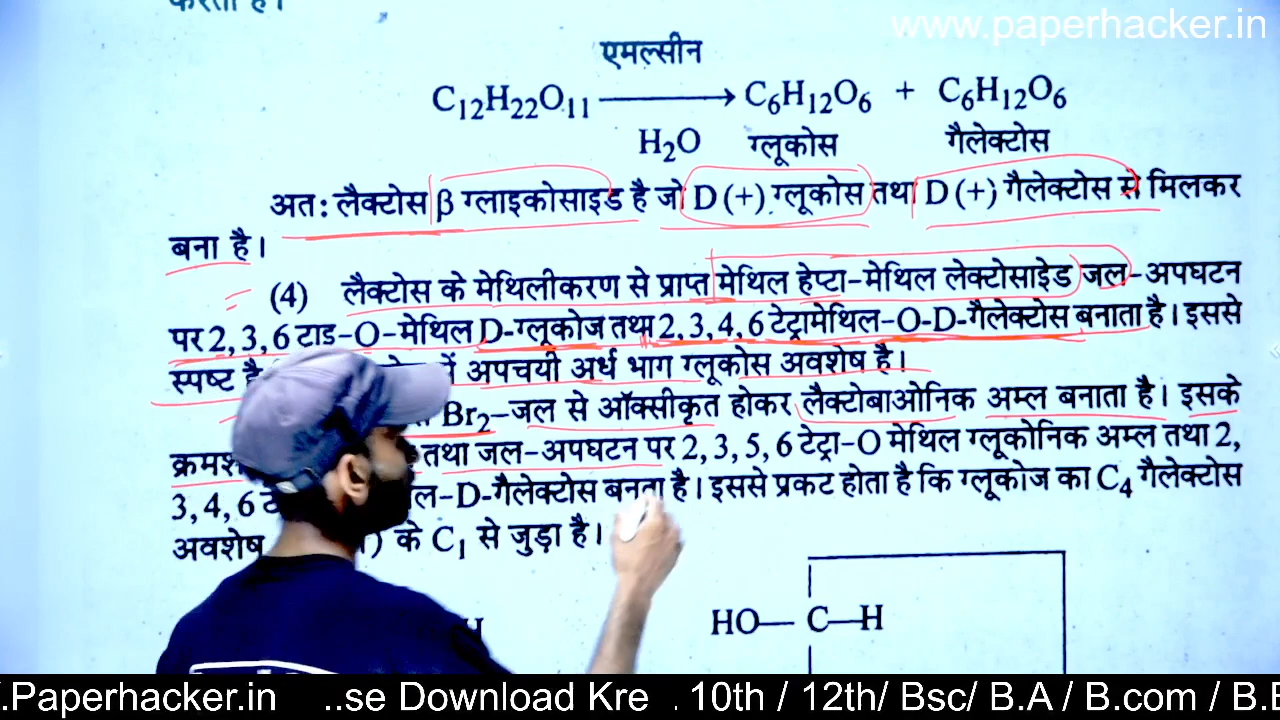 करता है।
www.paperhacker.in
एमल्सीन
C12H22O11 ⟶ C6H12O6 + C6H12O6
H2O ग्लूकोस गैलेक्टोस
अत: लैक्टोस β ग्लाइकोसाइड है जो D (+) ग्लूकोस तथा D (+) गैलेक्टोस से मिलकर
बना है।
(4) लैक्टोस के मेथिलीकरण से प्राप्त मेथिल हेप्टा-मेथिल लेक्टोसाइेड जल-अपघटन
पर 2, 3, 6 टाड-O-मेथिल D-ग्लूकोज तथा 2, 3, 4, 6 टेट्रामेथिल-O-D-गैलेक्टोस बनाता है। इससे
स्पष्ट है में अपचयी अर्ध भाग ग्लूकोस अवशेष है।
Br2-जल से ऑक्सीकृत होकर लैक्टोबाओनिक अम्ल बनाता है। इसके
तथा जल-अपघटन पर 2, 3, 5, 6 टेट्रा-O मेथिल ग्लूकोनिक अम्ल तथा 2,
3, 4, 6 ल-D-गैलेक्टोस बनता है। इससे प्रकट होता है कि ग्लूकोज का C4 गैलेक्टोस
अवशेष ) के C1 से जुड़ा है।
H HO— C—H
.Paperhacker.in ..se Download Kre . 10th / 12th/ Bsc/ B.A / B.com / B.E